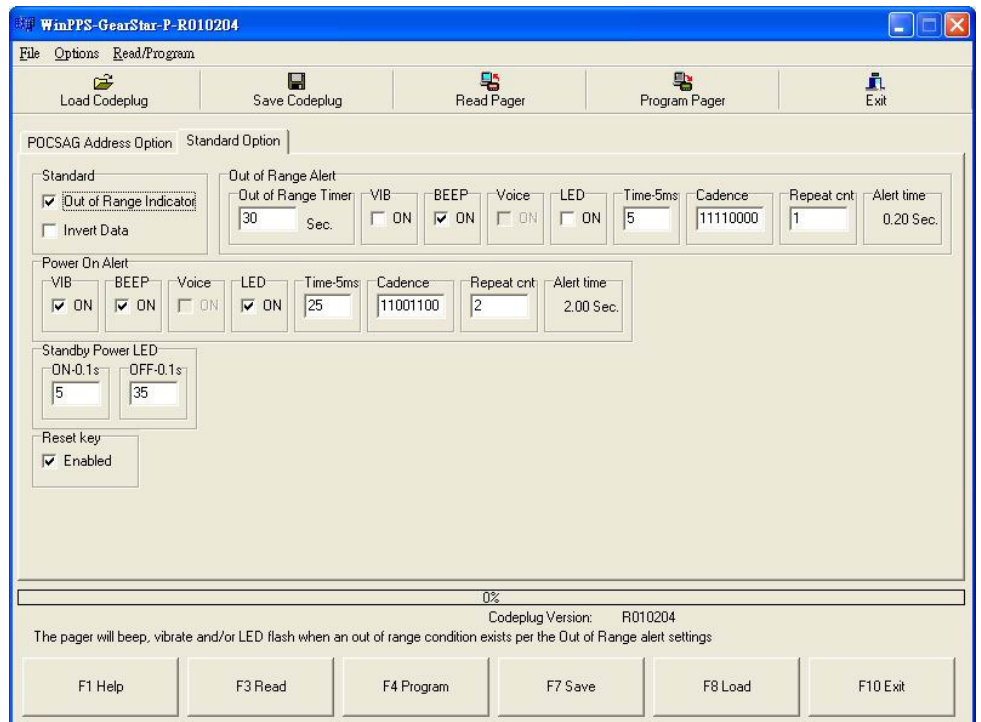 WinPPS-GearStar-P-R010204
File Options Read/Program
Load Codeplug Save Codeplug Read Pager Program Pager Exit
POCSAG Address Option Standard Option
Standard
Out of Range Indicator
Invert Data
Out of Range Alert
Out of Range Timer VIB BEEP Voice LED Time-5ms Cadence Repeat cnt Alert time
30 Sec. ON ON ON ON 5 11110000 1 0.20 Sec.
Power On Alert
VIB BEEP Voice LED Time-5ms Cadence Repeat cnt Alert time
ON ON ON ON 25 11001100 2 2.00 Sec.
Standby Power LED
ON-0.1s OFF-0.1s
5 35
Reset key
Enabled
0%
Codeplug Version: R010204
The pager will beep, vibrate and/or LED flash when an out of range condition exists per the Out of Range alert settings
F1 Help F3 Read F4 Program F7 Save F8 Load F10 Exit